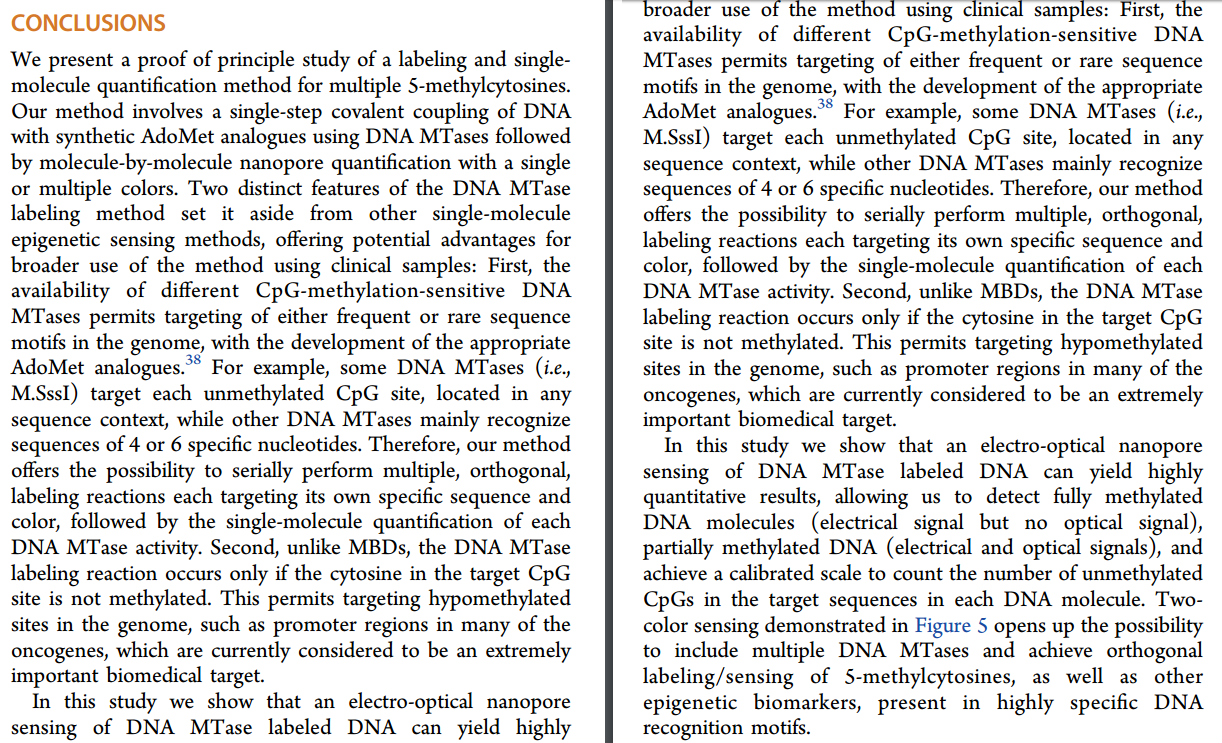 CONCLUSIONS
We present a proof of principle study of a labeling and single-
molecule quantification method for multiple 5-methylcytosines.
Our method involves a single-step covalent coupling of DNA
with synthetic AdoMet analogues using DNA MTases followed
by molecule-by-molecule nanopore quantification with a single
or multiple colors. Two distinct features of the DNA MTase
labeling method set it aside from other single-molecule
epigenetic sensing methods, offering potential advantages for
broader use of the method using clinical samples: First, the
availability of different CpG-methylation-sensitive DNA
MTases permits targeting of either frequent or rare sequence
motifs in the genome, with the development of the appropriate
AdoMet analogues.38 For example, some DNA MTases (i.e.,
M.SssI) target each unmethylated CpG site, located in any
sequence context, while other DNA MTases mainly recognize
sequences of 4 or 6 specific nucleotides. Therefore, our method
offers the possibility to serially perform multiple, orthogonal,
labeling reactions each targeting its own specific sequence and
color, followed by the single-molecule quantification of each
DNA MTase activity. Second, unlike MBDs, the DNA MTase
labeling reaction occurs only if the cytosine in the target CpG
site is not methylated. This permits targeting hypomethylated
sites in the genome, such as promoter regions in many of the
oncogenes, which are currently considered to be an extremely
important biomedical target.
In this study we show that an electro-optical nanopore
sensing of DNA MTase labeled DNA can yield highly
broader use of the method using clinical samples: First, the
availability of different CpG-methylation-sensitive DNA
MTases permits targeting of either frequent or rare sequence
motifs in the genome, with the development of the appropriate
AdoMet analogues.38 For example, some DNA MTases (i.e.,
M.SssI) target each unmethylated CpG site, located in any
sequence context, while other DNA MTases mainly recognize
sequences of 4 or 6 specific nucleotides. Therefore, our method
offers the possibility to serially perform multiple, orthogonal,
labeling reactions each targeting its own specific sequence and
color, followed by the single-molecule quantification of each
DNA MTase activity. Second, unlike MBDs, the DNA MTase
labeling reaction occurs only if the cytosine in the target CpG
site is not methylated. This permits targeting hypomethylated
sites in the genome, such as promoter regions in many of the
oncogenes, which are currently considered to be an extremely
important biomedical target.
In this study we show that an electro-optical nanopore
sensing of DNA MTase labeled DNA can yield highly
quantitative results, allowing us to detect fully methylated
DNA molecules (electrical signal but no optical signal),
partially methylated DNA (electrical and optical signals), and
achieve a calibrated scale to count the number of unmethylated
CpGs in the target sequences in each DNA molecule. Two-
color sensing demonstrated in Figure 5 opens up the possibility
to include multiple DNA MTases and achieve orthogonal
labeling/sensing of 5-methylcytosines, as well as other
epigenetic biomarkers, present in highly specific DNA
recognition motifs.